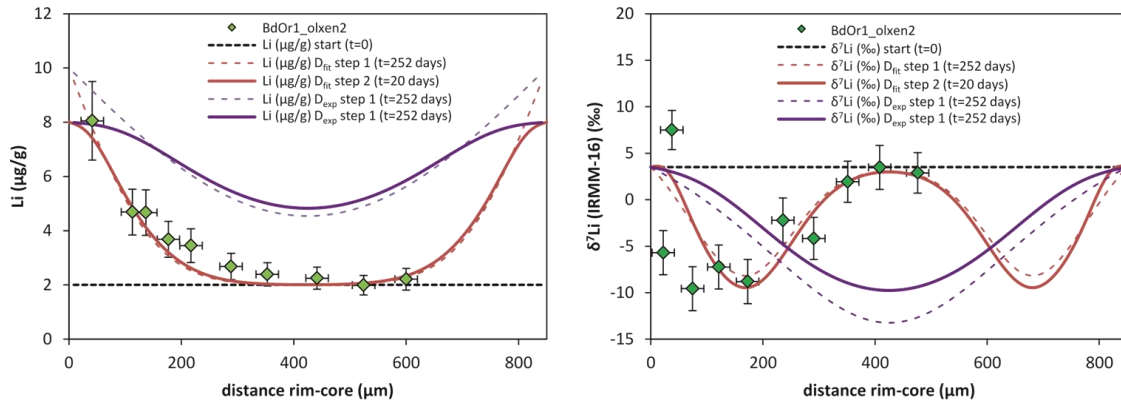 12
10
8
6
4
2
0
Li (µg/g)
0
200
400
600
800
distance rim-core (µm)
BdOr1_olxen2
Li (µg/g) start (t=0)
Li (µg/g) Dfit step 1 (t=252 days)
Li (µg/g) Dfit step 2 (t=20 days)
Li (µg/g) Dexp step 1 (t=252 days)
Li (µg/g) Dexp step 1 (t=252 days)
20
15
10
5
0
-5
-10
-15
δ⁷Li (IRMM-16) (‰)
0
200
400
600
800
distance rim-core (µm)
BdOr1_olxen2
δ⁷Li (‰) start (t=0)
δ⁷Li (‰) Dfit step 1 (t=252 days)
δ⁷Li (‰) Dfit step 2 (t=20 days)
δ⁷Li (‰) Dexp step 1 (t=252 days)
δ⁷Li (‰) Dexp step 1 (t=252 days)